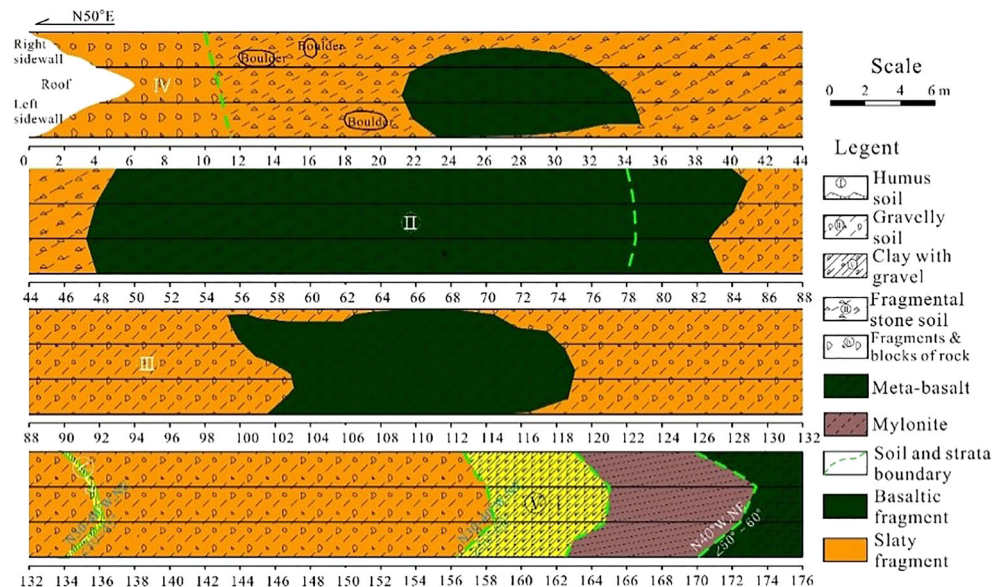 N50°E
Right
sidewall
Roof
Left
sidewall
IV
Boulder
Boulder
Boulder
0 2 4 6 8 10 12 14 16 18 20 22 24 26 28 30 32 34 36 38 40 42 44
II
44 46 48 50 52 54 56 58 60 62 64 66 68 70 72 74 76 78 80 82 84 86 88
III
88 90 92 94 96 98 100 102 104 106 108 110 112 114 116 118 120 122 124 126 128 130 132
I
N40°W.NE
∠50°~60°
132 134 136 138 140 142 144 146 148 150 152 154 156 158 160 162 164 166 168 170 172 174 176
Scale
0 2 4 6 m
Legent
Humus
soil
Gravelly
soil
Clay with
gravel
Fragmental
stone soil
Fragments &
blocks of rock
Meta-basalt
Mylonite
Soil and strata
boundary
Basaltic
fragment
Slaty
fragment